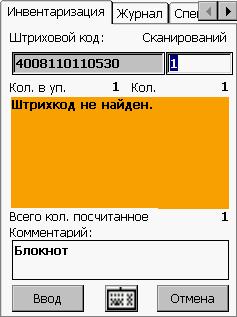 Инвентаризация Журнал Спе
Штриховой код: Сканирований
4008110110530 1
Кол. в уп. 1 Кол. 1
Штрихкод не найден.
Всего кол. посчитанное 1
Комментарий:
Блокнот
Ввод Отмена